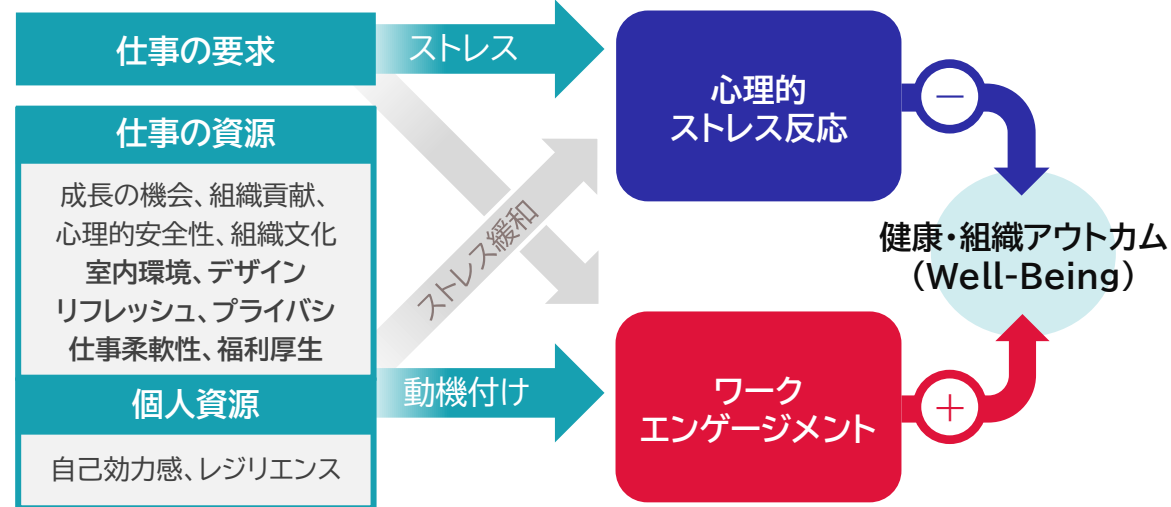 仕事の要求
ストレス
仕事の資源
成長の機会、組織貢献、
心理的安全性、組織文化
室内環境、デザイン
リフレッシュ、プライバシ
仕事柔軟性、福利厚生
個人資源
自己効力感、レジリエンス
ストレス緩和
動機付け
心理的
ストレス反応
−
ワーク
エンゲージメント
+
健康・組織アウトカム
(Well-Being)